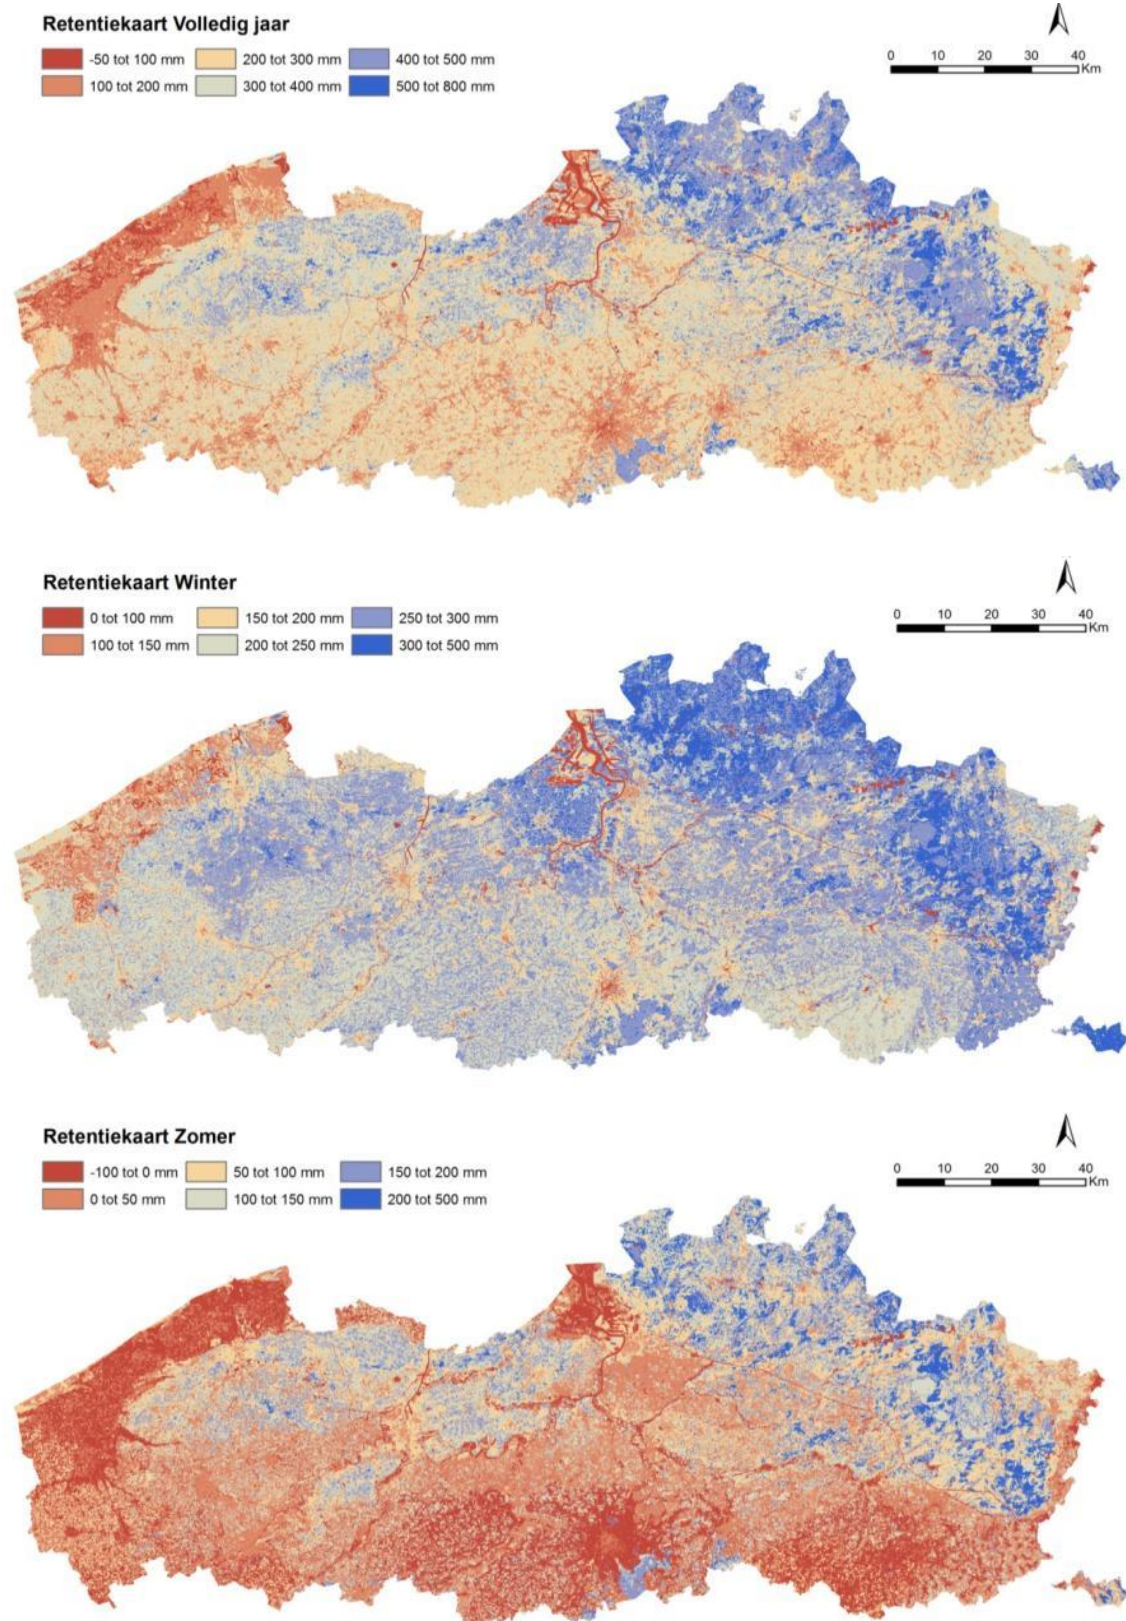 Retentiekaart Volledig jaar
-50 tot 100 mm 200 tot 300 mm 400 tot 500 mm
100 tot 200 mm 300 tot 400 mm 500 tot 800 mm
0 10 20 30 40
Km
Retentiekaart Winter
0 tot 100 mm 150 tot 200 mm 250 tot 300 mm
100 tot 150 mm 200 tot 250 mm 300 tot 500 mm
0 10 20 30 40
Km
Retentiekaart Zomer
-100 tot 0 mm 50 tot 100 mm 150 tot 200 mm
0 tot 50 mm 100 tot 150 mm 200 tot 500 mm
0 10 20 30 40
Km